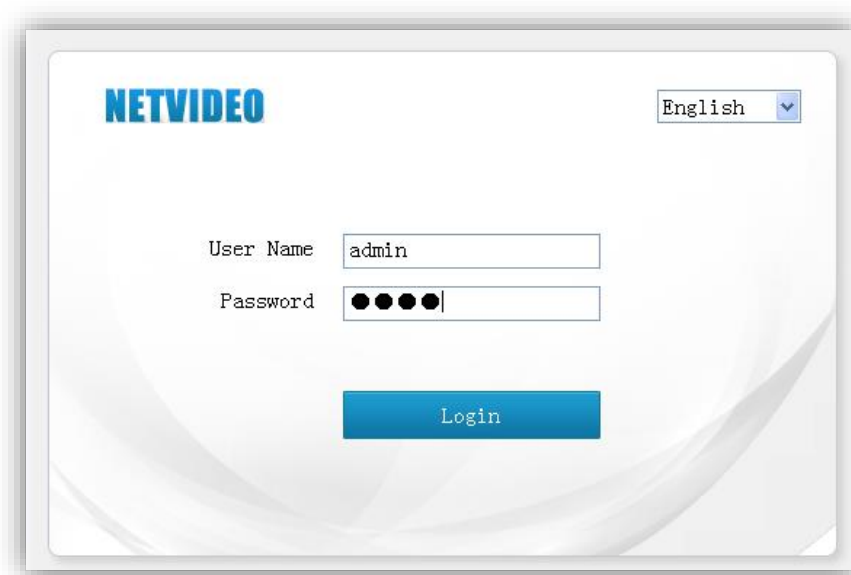 NETVIDEO
English
User Name admin
Password ●●●●
Login